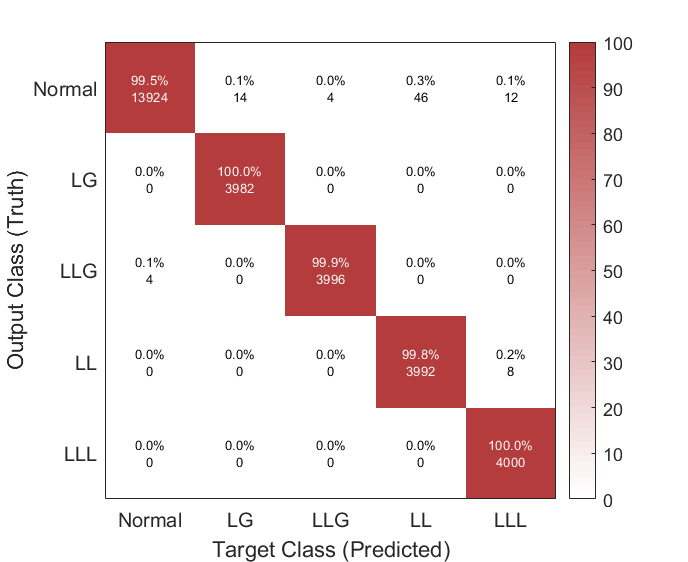 Normal
99.5% 0.1% 0.0% 0.3% 0.1%
13924 14 4 46 12
LG
0.0% 100.0% 0.0% 0.0% 0.0%
0 3982 0 0 0
LLG
0.1% 0.0% 99.9% 0.0% 0.0%
4 0 3996 0 0
LL
0.0% 0.0% 0.0% 99.8% 0.2%
0 0 0 3992 8
LLL
0.0% 0.0% 0.0% 0.0% 100.0%
0 0 0 0 4000
Output Class (Truth)
Normal LG LLG LL LLL
Target Class (Predicted)
100
90
80
70
60
50
40
30
20
10
0